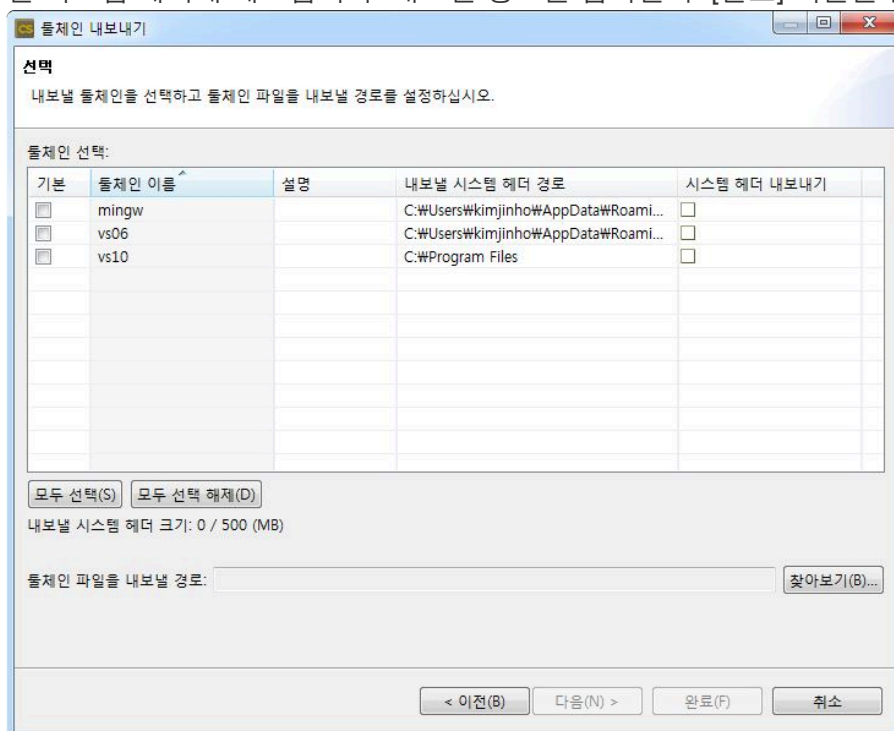 CS 툴체인 내보내기
선택
내보낼 툴체인을 선택하고 툴체인 파일을 내보낼 경로를 설정하십시오.
툴체인 선택:
기본 툴체인 이름 설명 내보낼 시스템 헤더 경로 시스템 헤더 내보내기
mingw C:₩Users₩kimjinho₩AppData₩Roami...
vs06 C:₩Users₩kimjinho₩AppData₩Roami...
vs10 C:₩Program Files
모두 선택(S) 모두 선택 해제(D)
내보낼 시스템 헤더 크기: 0 / 500 (MB)
툴체인 파일을 내보낼 경로: 찾아보기(B)...
< 이전(B) 다음(N) > 완료(F) 취소